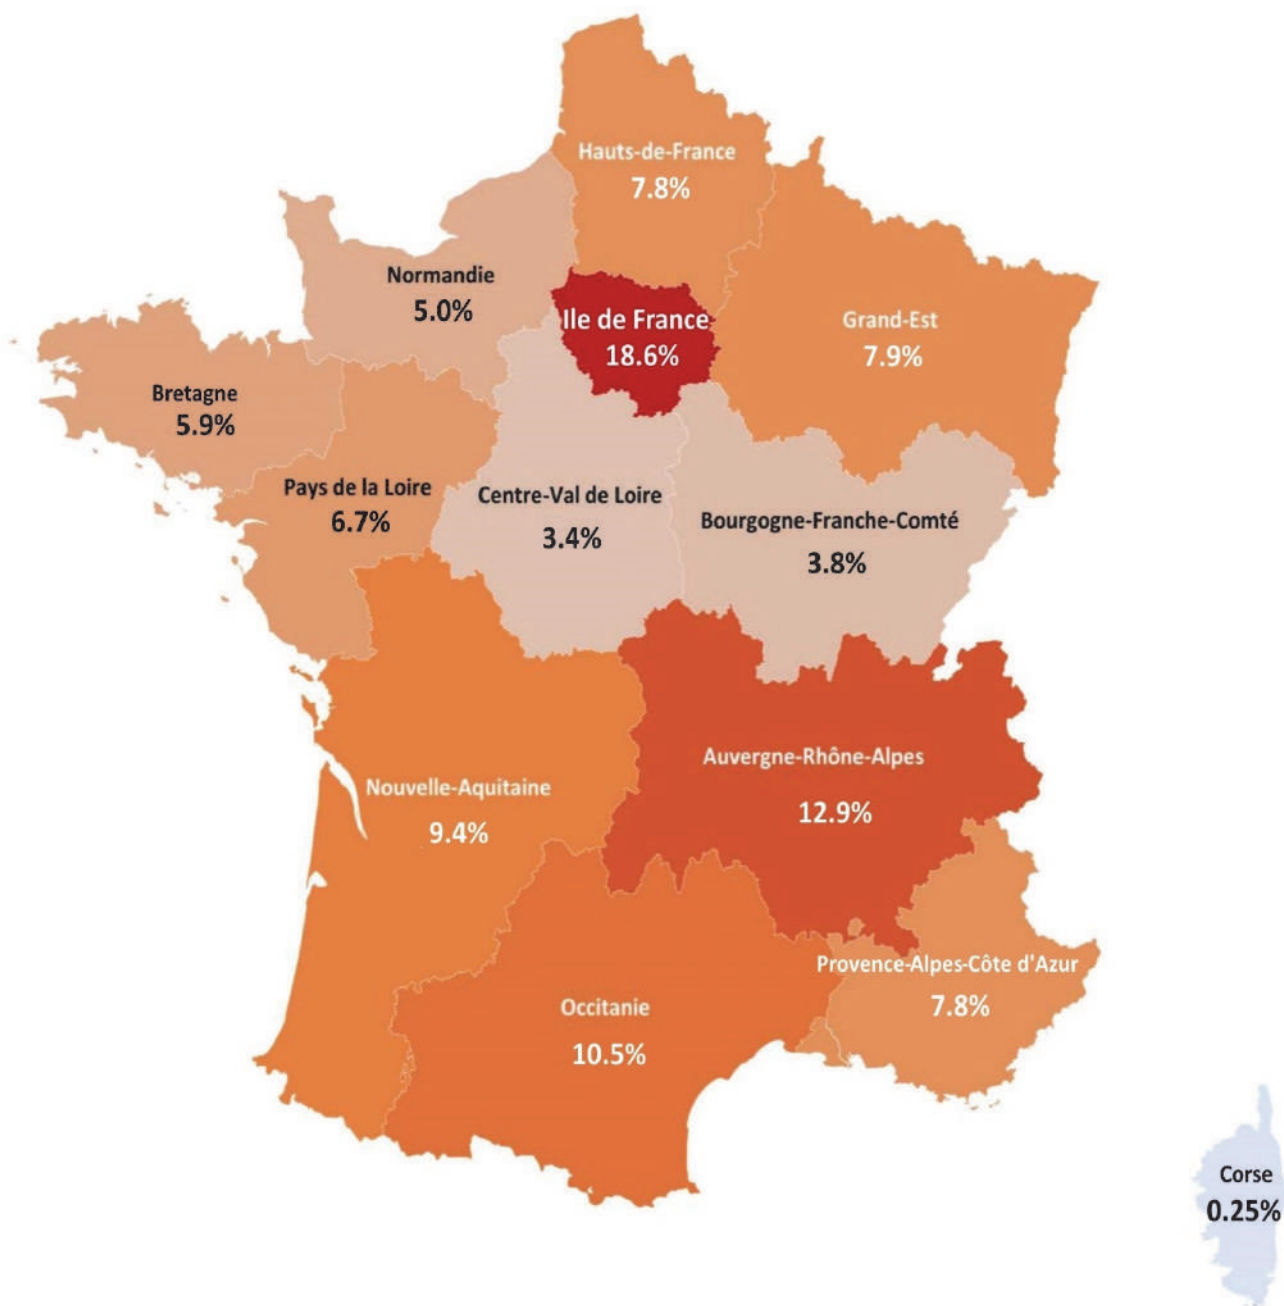 Hauts-de-France
7.8%
Normandie
5.0%
Ile de France
18.6%
Grand-Est
7.9%
Bretagne
5.9%
Pays de la Loire
6.7%
Centre-Val de Loire
3.4%
Bourgogne-Franche-Comté
3.8%
Auvergne-Rhône-Alpes
12.9%
Nouvelle-Aquitaine
9.4%
Provence-Alpes-Côte d'Azur
7.8%
Occitanie
10.5%
Corse
0.25%